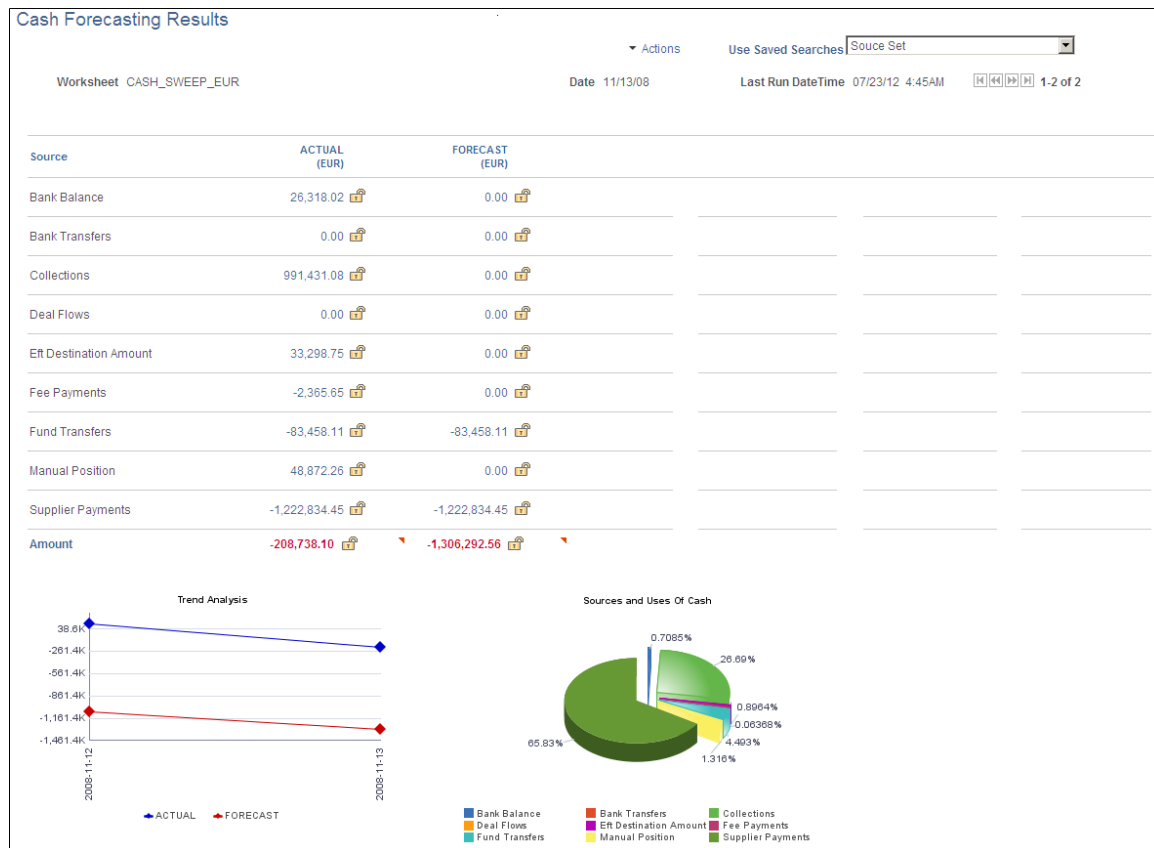 Cash Forecasting Results
Actions
Use Saved Searches Souce Set
Worksheet CASH_SWEEP_EUR Date 11/13/08 Last Run DateTime 07/23/12 4:45AM 1-2 of 2
Source ACTUAL (EUR) FORECAST (EUR)
Bank Balance 26,318.02 0.00
Bank Transfers 0.00 0.00
Collections 991,431.08 0.00
Deal Flows 0.00 0.00
Eft Destination Amount 33,298.75 0.00
Fee Payments -2,365.65 0.00
Fund Transfers -83,458.11 -83,458.11
Manual Position 48,872.26 0.00
Supplier Payments -1,222,834.45 -1,222,834.45
Amount -208,738.10 -1,306,292.56
Trend Analysis
38.6K
-261.4K
-561.4K
-861.4K
-1,161.4K
-1,461.4K
2008-11-12
2008-11-13
ACTUAL FORECAST
Sources and Uses Of Cash
0.7085%
26.69%
0.8964%
0.06368%
4.493%
1.316%
65.83%
Bank Balance Bank Transfers Collections
Deal Flows Eft Destination Amount Fee Payments
Fund Transfers Manual Position Supplier Payments